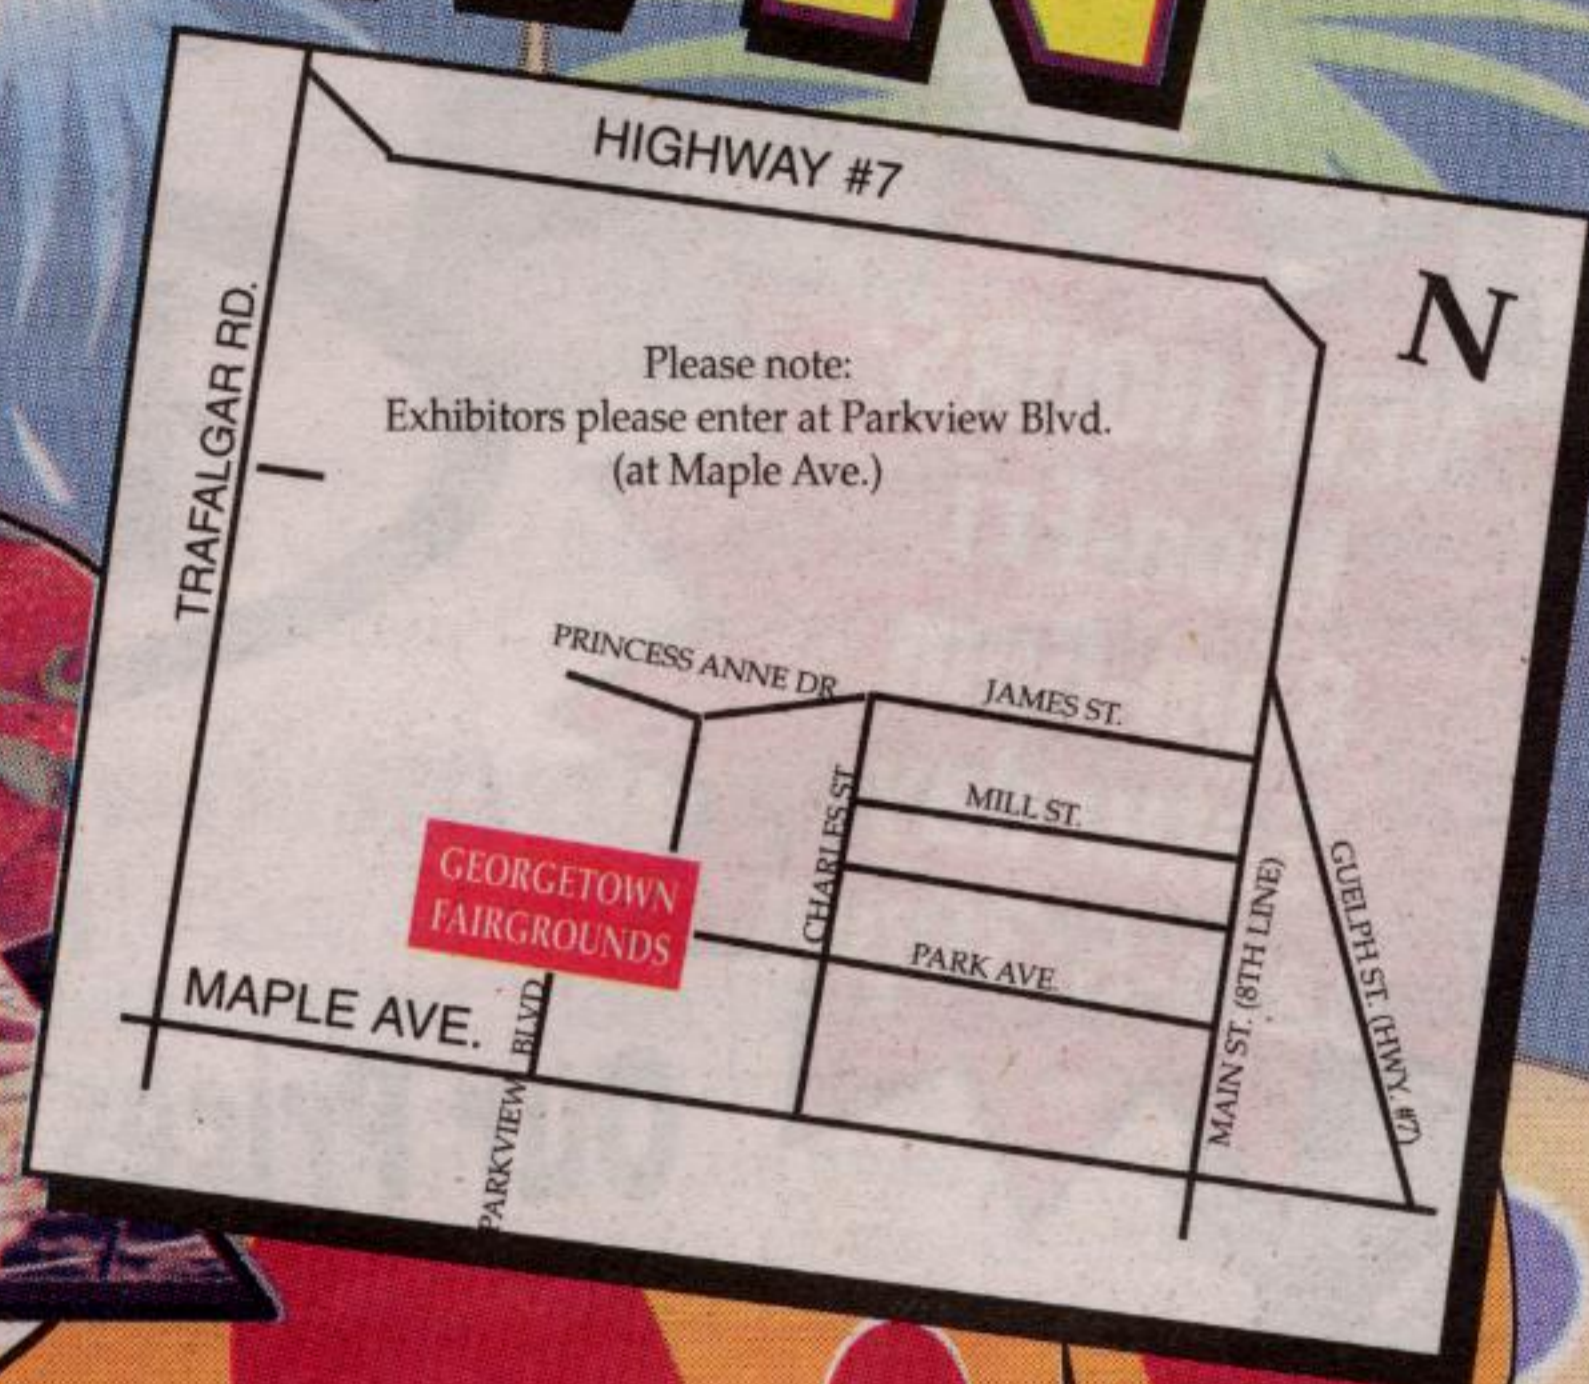 HIGHWAY #7
N
TRAFALGAR RD.
Please note:
Exhibitors please enter at Parkview Blvd.
(at Maple Ave.)
PRINCESS ANNE DR
JAMES ST.
MILL ST.
CHARLES ST
GEORGETOWN
FAIRGROUNDS
PARK AVE.
MAIN ST. (8TH LINE)
GUELPH ST. (HWY. #7)
MAPLE AVE.
PARKVIEW BLVD